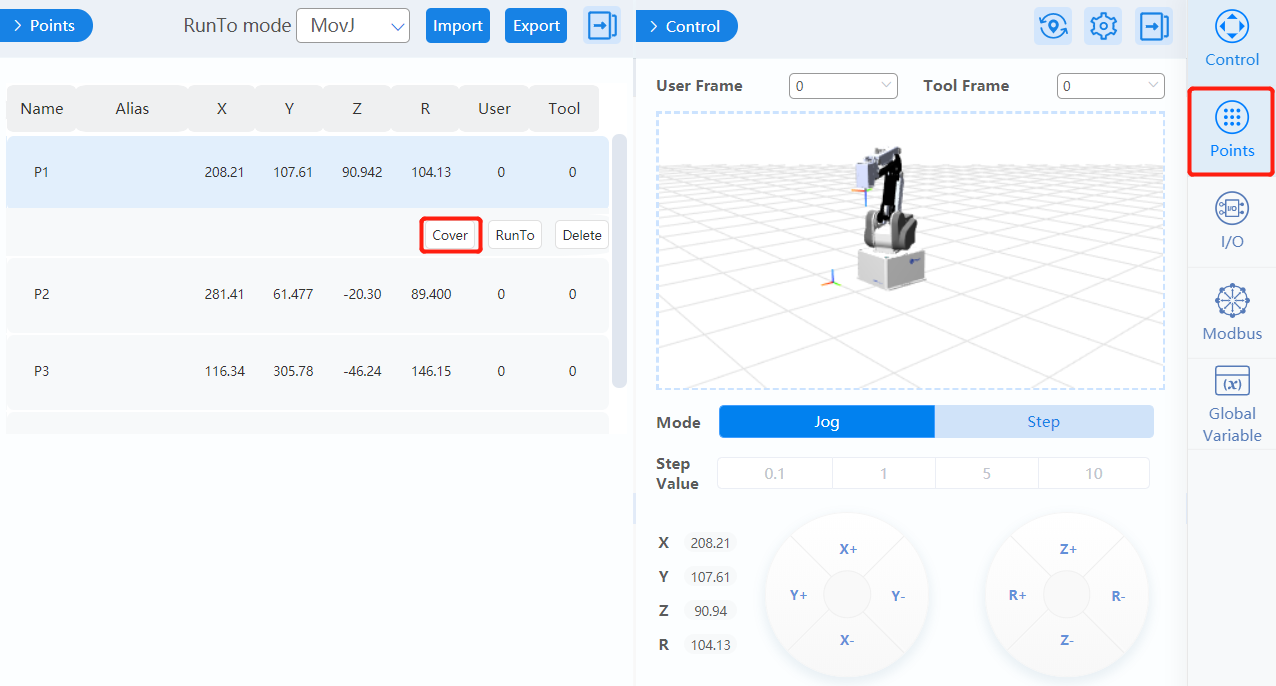 Points
RunTo mode MovJ Import Export
Name Alias X Y Z R User Tool
P1 208.21 107.61 90.942 104.13 0 0
Cover RunTo Delete
P2 281.41 61.477 -20.30 89.400 0 0
P3 116.34 305.78 -46.24 146.15 0 0
Control
User Frame 0 Tool Frame 0
Mode Jog Step
Step
Value
0.1 1 5 10
X 208.21
Y 107.61
Z 90.94
R 104.13
X+
Y+ Y-
X-
Z+
R+ R-
Z-
Control
Points
I/O
I/O
Modbus
(x)
Global
Variable